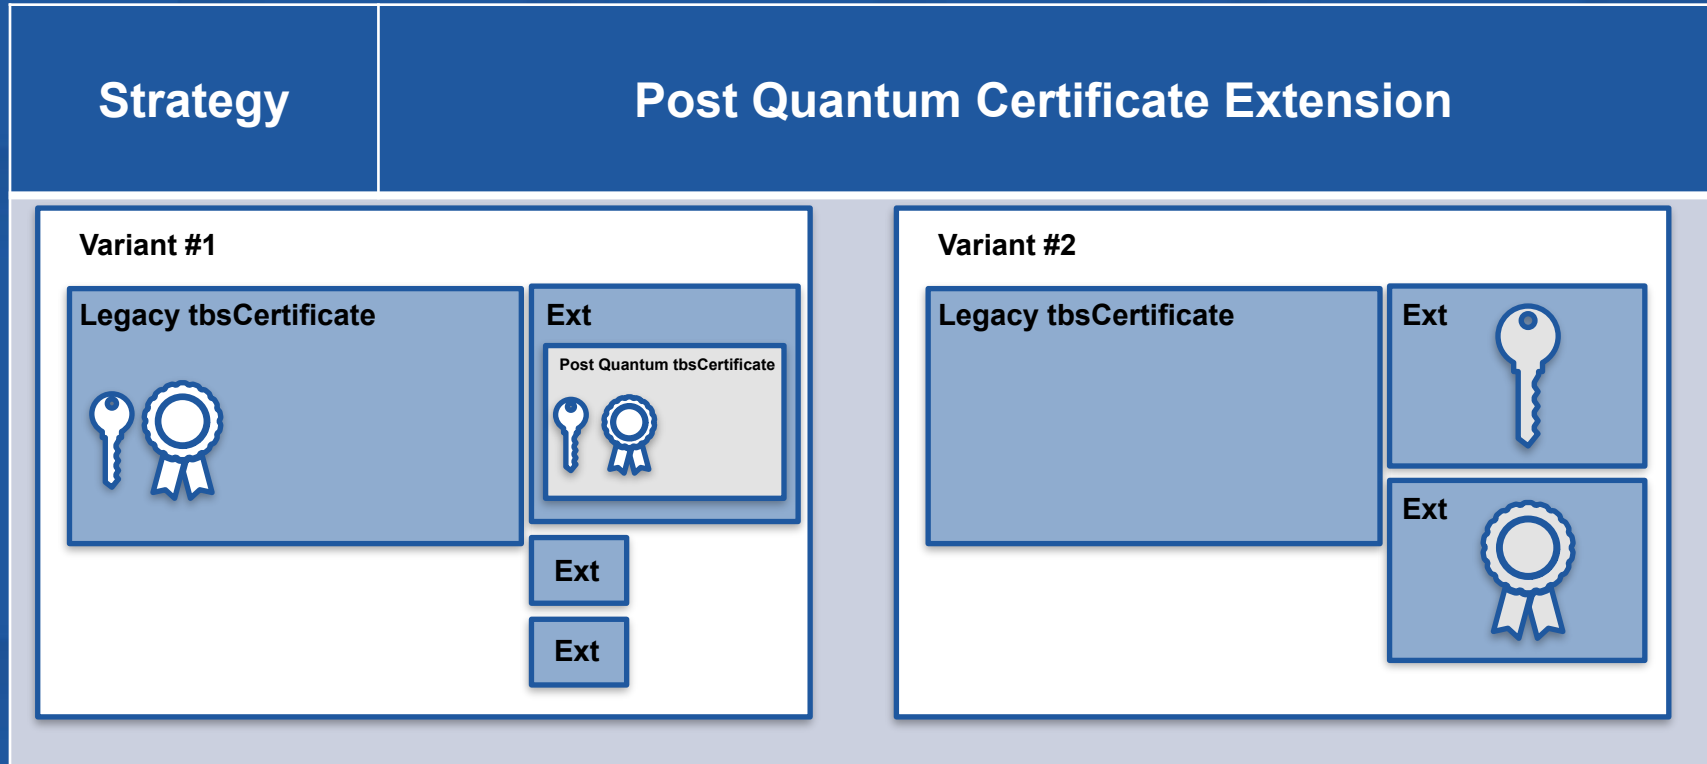 Strategy
Post Quantum Certificate Extension
Variant #1
Legacy tbsCertificate
Ext
Post Quantum tbsCertificate
Ext
Ext
Variant #2
Legacy tbsCertificate
Ext
Ext